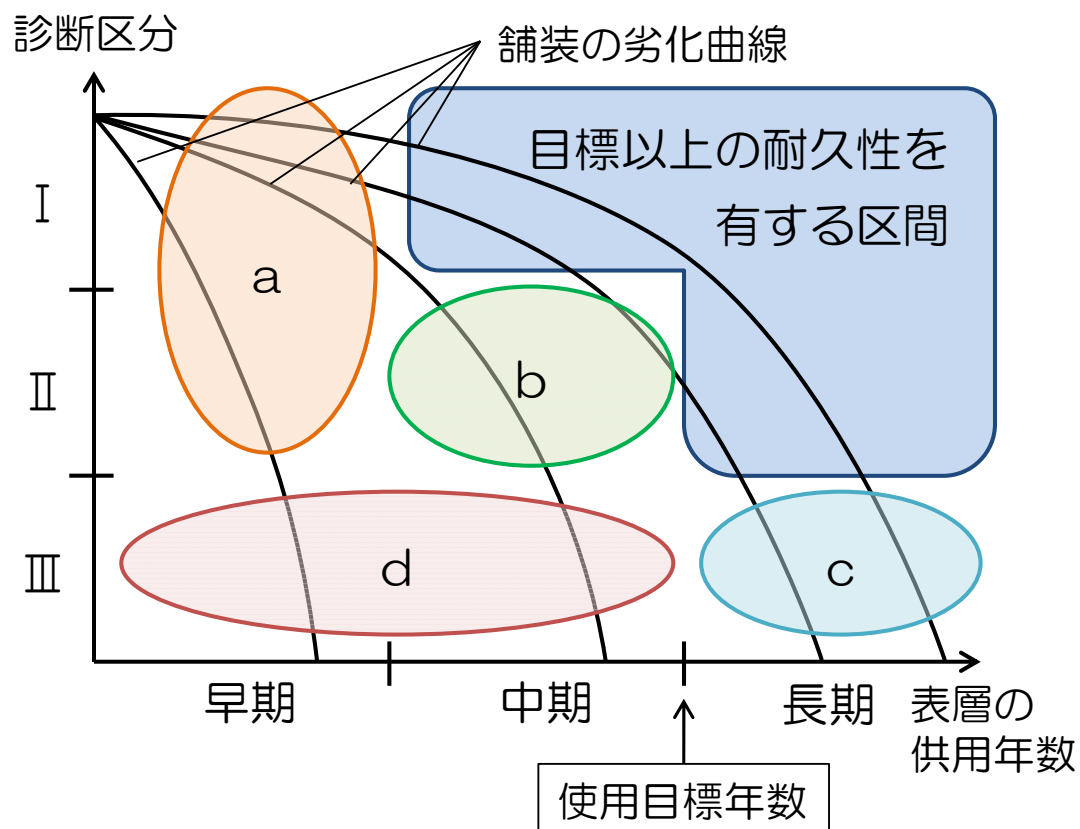 診断区分
舗装の劣化曲線
目標以上の耐久性を
有する区間
Ⅰ
a
Ⅱ
b
Ⅲ
d
c
早期
中期
長期
表層の
供用年数
使用目標年数